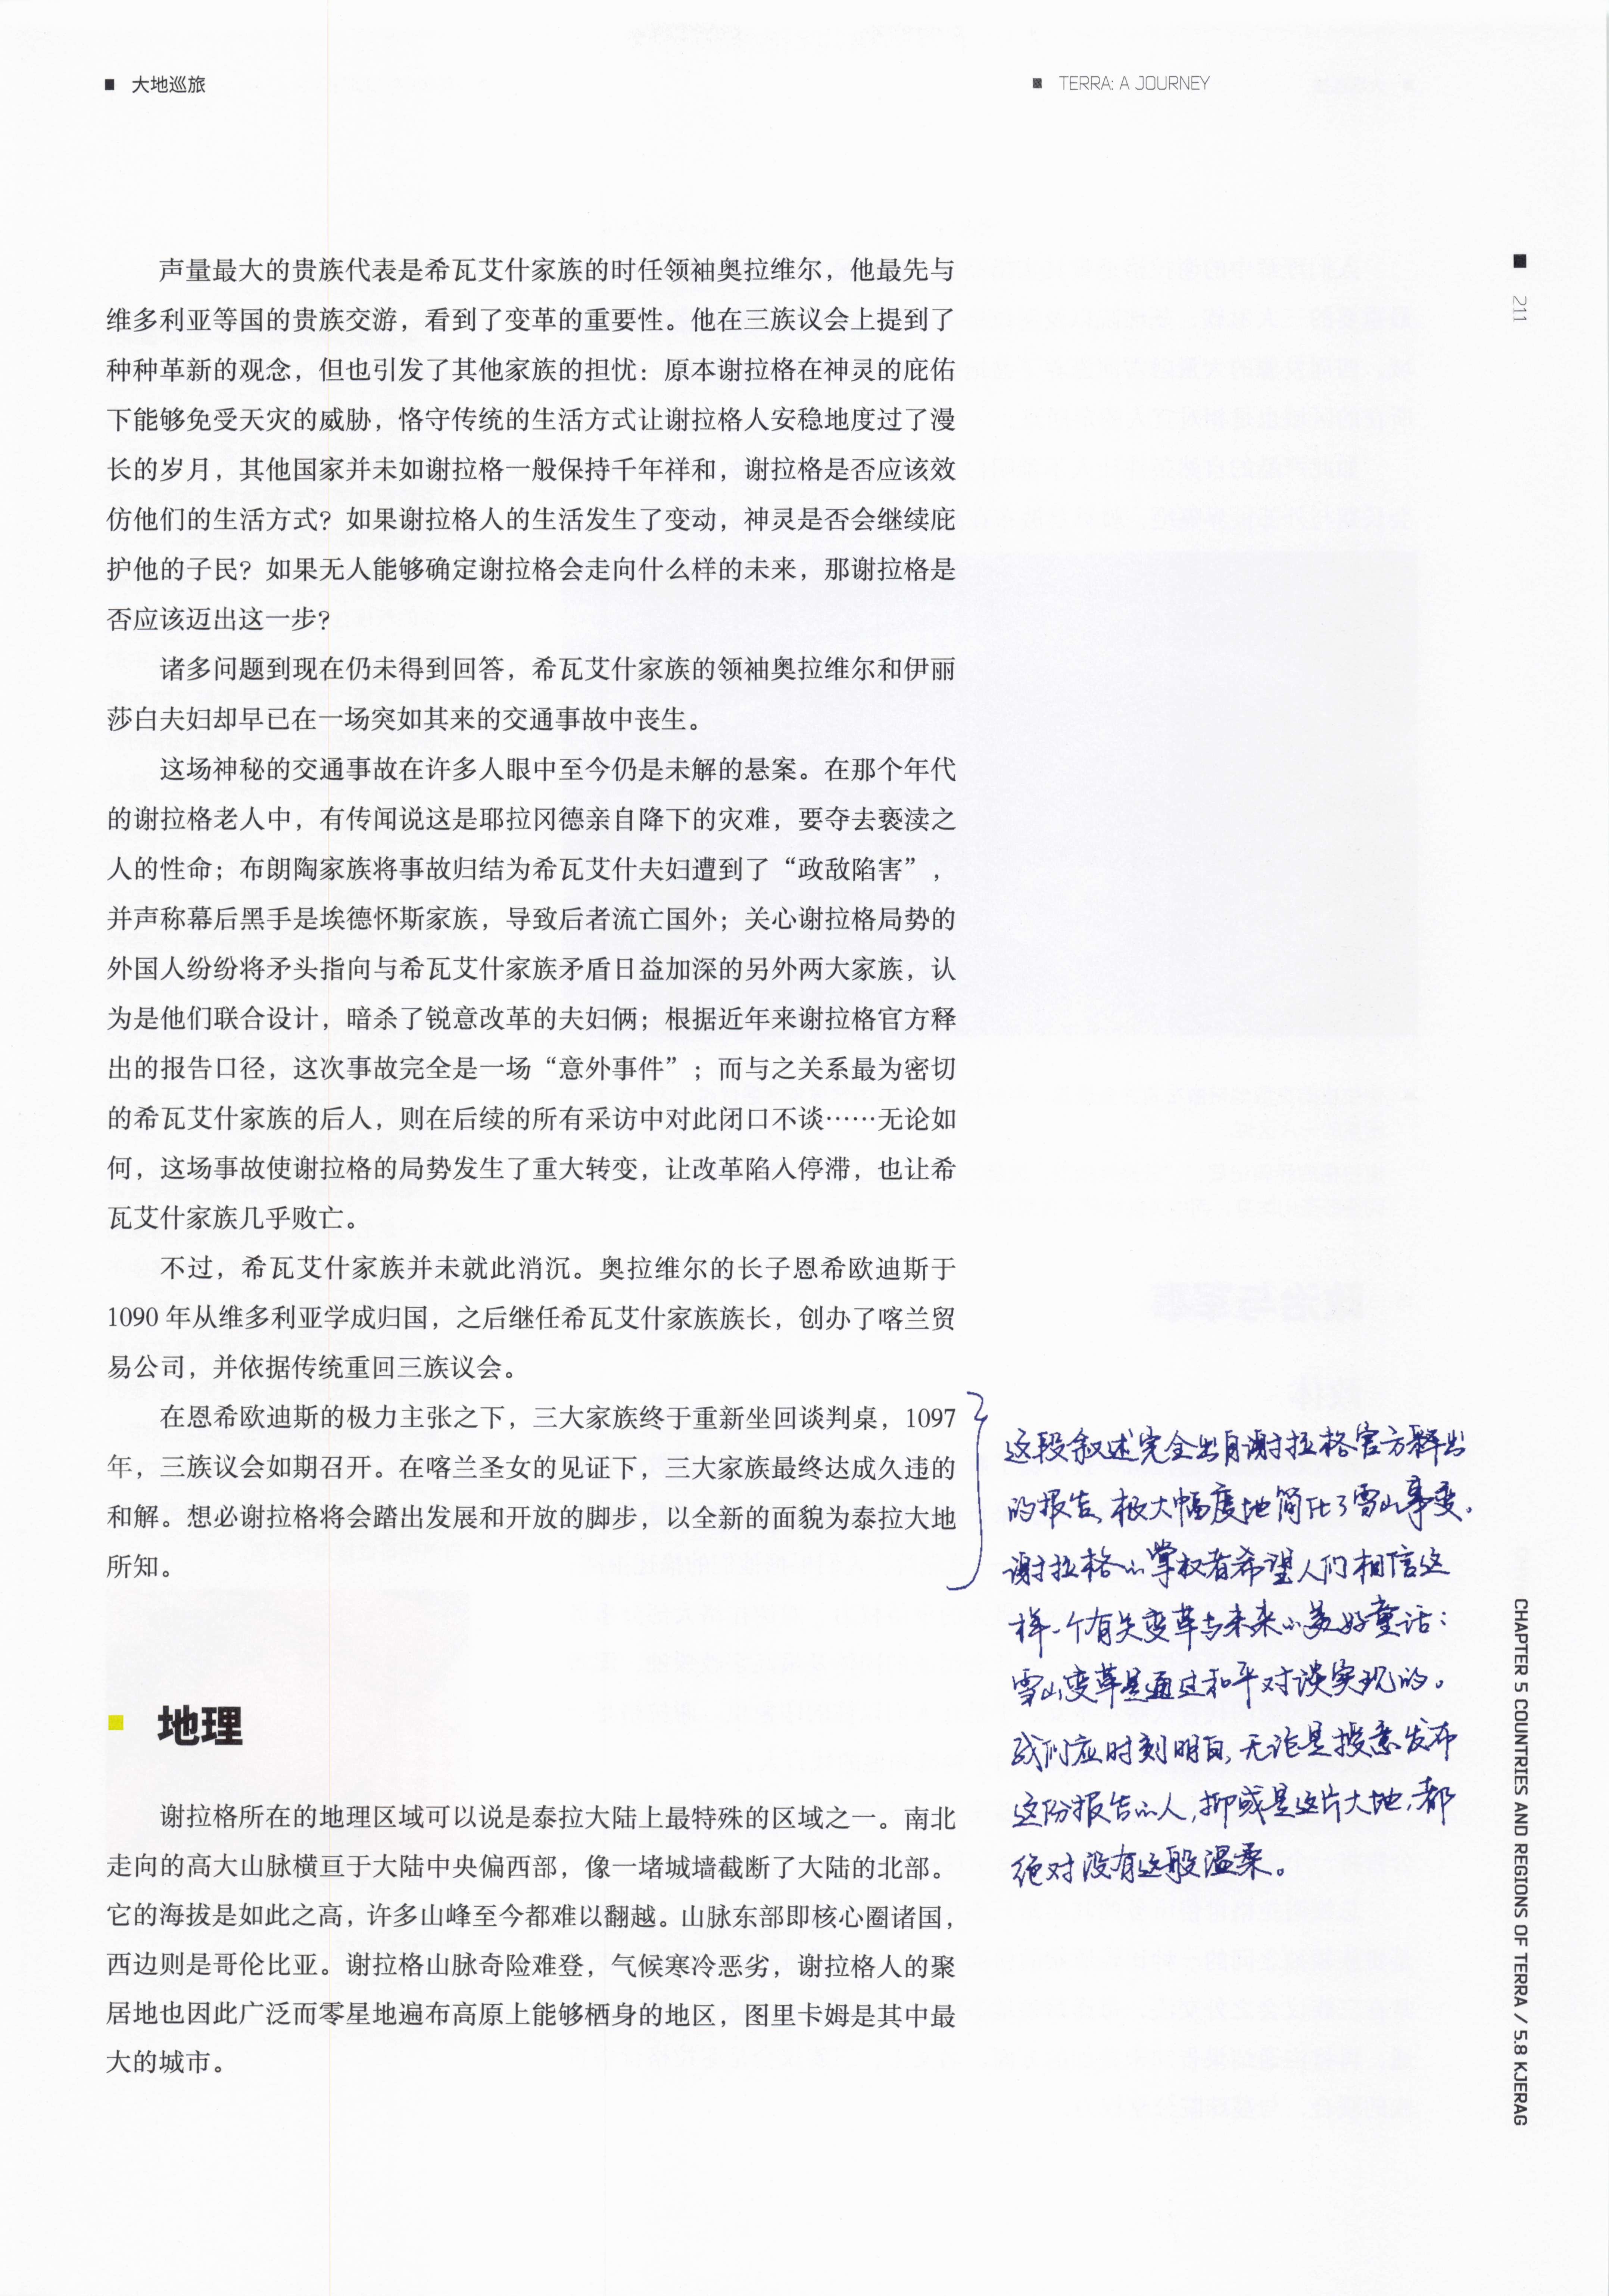 大地巡旅
TERRA: A JOURNEY
211
声量最大的贵族代表是希瓦艾什家族的时任领袖奥拉维尔，他最先与
维多利亚等国的贵族交游，看到了变革的重要性。他在三族议会上提到了
种种革新的观念，但也引发了其他家族的担忧：原本谢拉格在神灵的庇佑
下能够免受天灾的威胁，恪守传统的生活方式让谢拉格人安稳地度过了漫
长的岁月，其他国家并未如谢拉格一般保持千年祥和，谢拉格是否应该效
仿他们的生活方式？如果谢拉格人的生活发生了变动，神灵是否会继续庇
护他的子民？如果无人能够确定谢拉格会走向什么样的未来，那谢拉格是
否应该迈出这一步？
诸多问题到现在仍未得到回答，希瓦艾什家族的领袖奥拉维尔和伊丽
莎白夫妇却早已在一场突如其来的交通事故中丧生。
这场神秘的交通事故在许多人眼中至今仍是未解的悬案。在那个年代
的谢拉格老人中，有传闻说这是耶拉冈德亲自降下的灾难，要夺去亵渎之
人的性命；布朗陶家族将事故归结为希瓦艾什夫妇遭到了“政敌陷害”，
并声称幕后黑手是埃德怀斯家族，导致后者流亡国外；关心谢拉格局势的
外国人纷纷将矛头指向与希瓦艾什家族矛盾日益加深的另外两大家族，认
为是他们联合设计，暗杀了锐意改革的夫妇俩；根据近年来谢拉格官方释
出的报告口径，这次事故完全是一场“意外事件”；而与之关系最为密切
的希瓦艾什家族的后人，则在后续的所有采访中对此闭口不谈……无论如
何，这场事故使谢拉格的局势发生了重大转变，让改革陷入停滞，也让希
瓦艾什家族几乎败亡。
不过，希瓦艾什家族并未就此消沉。奥拉维尔的长子恩希欧迪斯于
1090 年从维多利亚学成归国，之后继任希瓦艾什家族族长，创办了喀兰贸
易公司，并依据传统重回三族议会。
在恩希欧迪斯的极力主张之下，三大家族终于重新坐回谈判桌，1097
年，三族议会如期召开。在喀兰圣女的见证下，三大家族最终达成久违的
和解。想必谢拉格将会踏出发展和开放的脚步，以全新的面貌为泰拉大地
所知。
这段叙述完全出自谢拉格官方释出
的报告，极大幅度地简化了雪山事变。
谢拉格的掌权者希望人们相信这
样一个有关变革与未来的美好童话：
雪山变革是通过和平对谈实现的。
我们应时刻明白，无论是授意发布
这份报告的人，抑或是这片大地，都
绝对没有这般温柔。
地理
谢拉格所在的地理区域可以说是泰拉大陆上最特殊的区域之一。南北
走向的高大山脉横亘于大陆中央偏西部，像一堵城墙截断了大陆的北部。
它的海拔是如此之高，许多山峰至今都难以翻越。山脉东部即核心圈诸国，
西边则是哥伦比亚。谢拉格山脉奇险难登，气候寒冷恶劣，谢拉格人的聚
居地也因此广泛而零星地遍布高原上能够栖身的地区，图里卡姆是其中最
大的城市。
CHAPTER 5 COUNTRIES AND REGIONS OF TERRA / 5.8 KJERAG